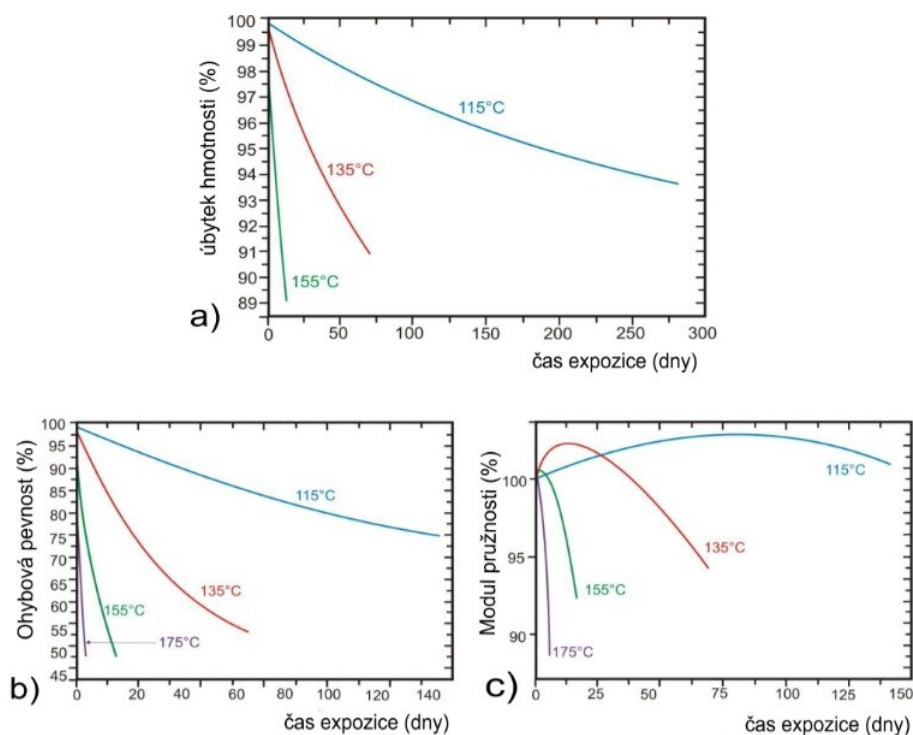 úbytek hmotnosti (%)
100
99
98
97
96
95
94
93
92
91
90
89
115°C
135°C
155°C
0 50 100 150 200 250 300
čas expozice (dny)
a)
Ohybová pevnost (%)
100
95
90
85
80
75
70
65
60
55
50
45
115°C
135°C
155°C
175°C
0 20 40 60 60 100 120 140
čas expozice (dny)
b)
Modul pružnosti (%)
100
95
90
115°C
135°C
155°C
175°C
0 25 50 75 100 125 150
čas expozice (dny)
c)